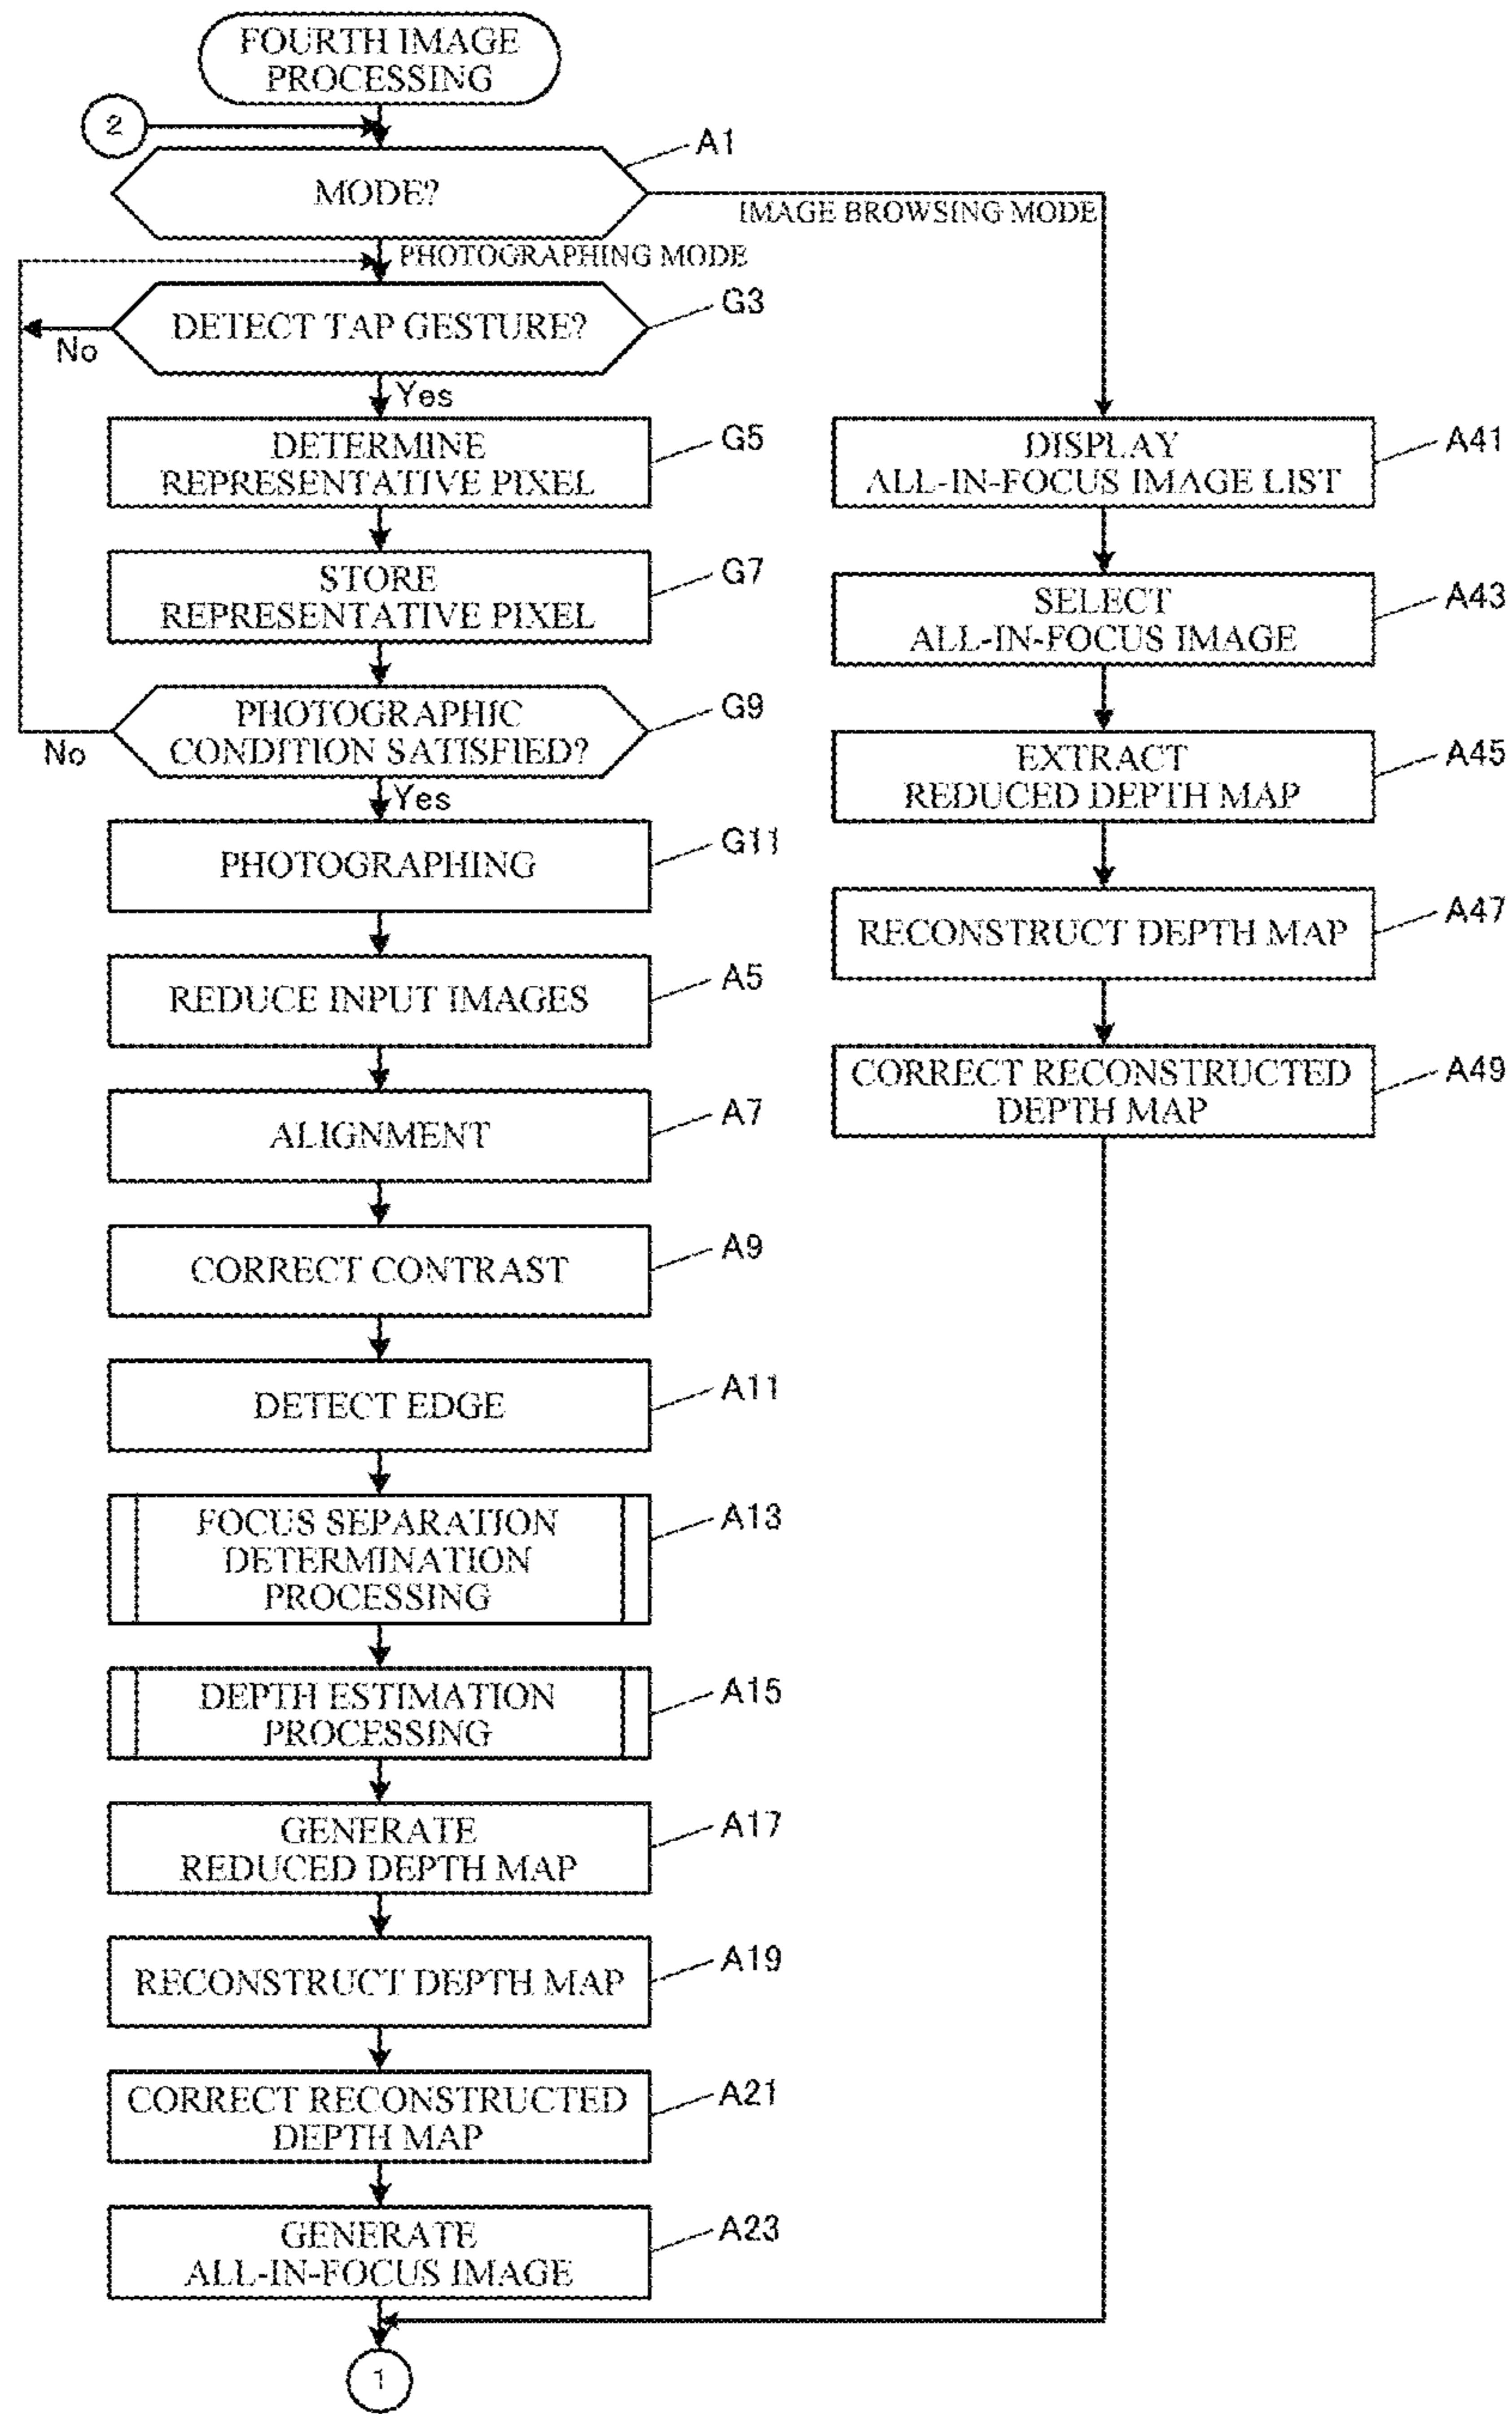 FOURTH IMAGE
PROCESSING
2
A1
MODE?
IMAGE BROWSING MODE
PHOTOGRAPHING MODE
G3
DETECT TAP GESTURE?
No
Yes
DETERMINE
REPRESENTATIVE PIXEL
G5
STORE
REPRESENTATIVE PIXEL
G7
PHOTOGRAPHIC
CONDITION SATISFIED?
G9
No
Yes
PHOTOGRAPHING
G11
REDUCE INPUT IMAGES
A5
ALIGNMENT
A7
CORRECT CONTRAST
A9
DETECT EDGE
A11
FOCUS SEPARATION
DETERMINATION
PROCESSING
A13
DEPTH ESTIMATION
PROCESSING
A15
GENERATE
REDUCED DEPTH MAP
A17
RECONSTRUCT DEPTH MAP
A19
CORRECT RECONSTRUCTED
DEPTH MAP
A21
GENERATE
ALL-IN-FOCUS IMAGE
A23
1
DISPLAY
ALL-IN-FOCUS IMAGE LIST
A41
SELECT
ALL-IN-FOCUS IMAGE
A43
EXTRACT
REDUCED DEPTH MAP
A45
RECONSTRUCT DEPTH MAP
A47
CORRECT RECONSTRUCTED
DEPTH MAP
A49